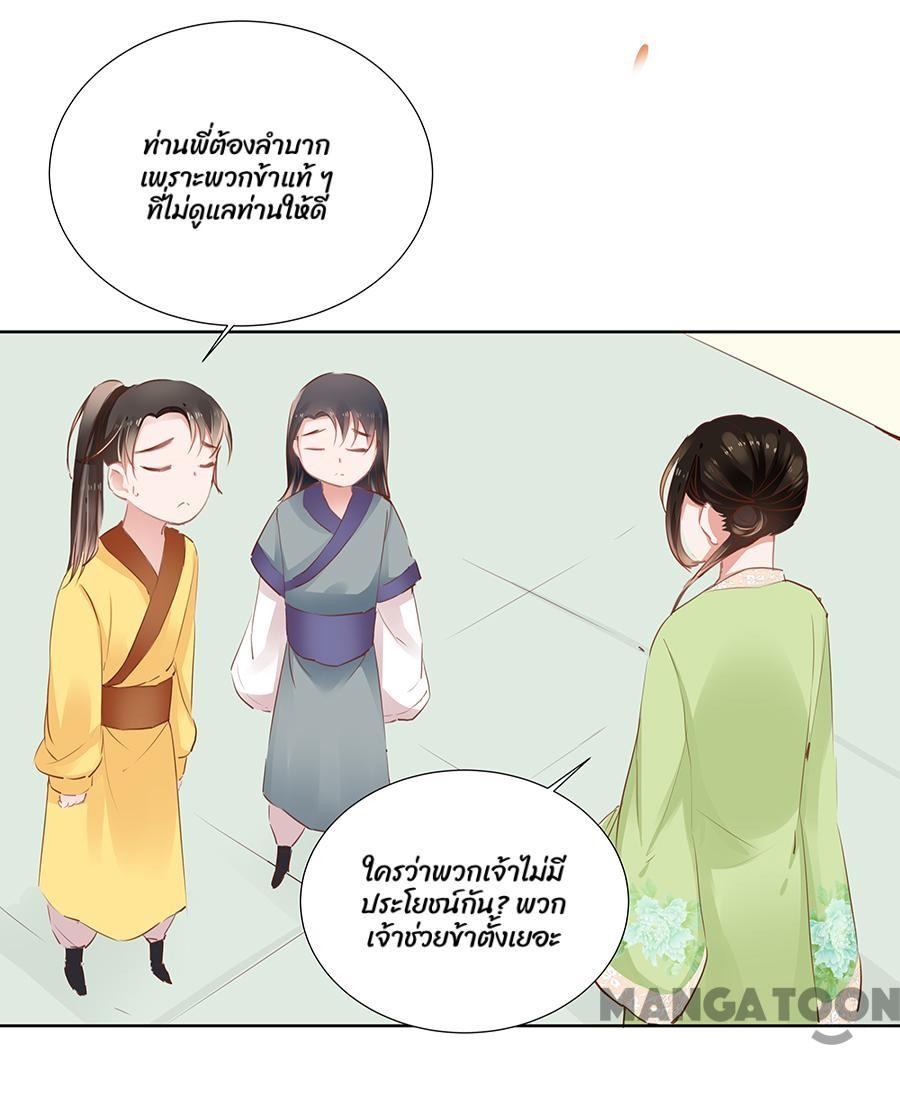 ท่านพี่ต้องลำบาก
เพราะพวกข้าแท้ ๆ
ที่ไม่ดูแลท่านให้ดี
ใครว่าพวกเจ้าไม่มี
ประโยชน์กัน? พวก
เจ้าช่วยข้าตั้งเยอะ
MANGATOON